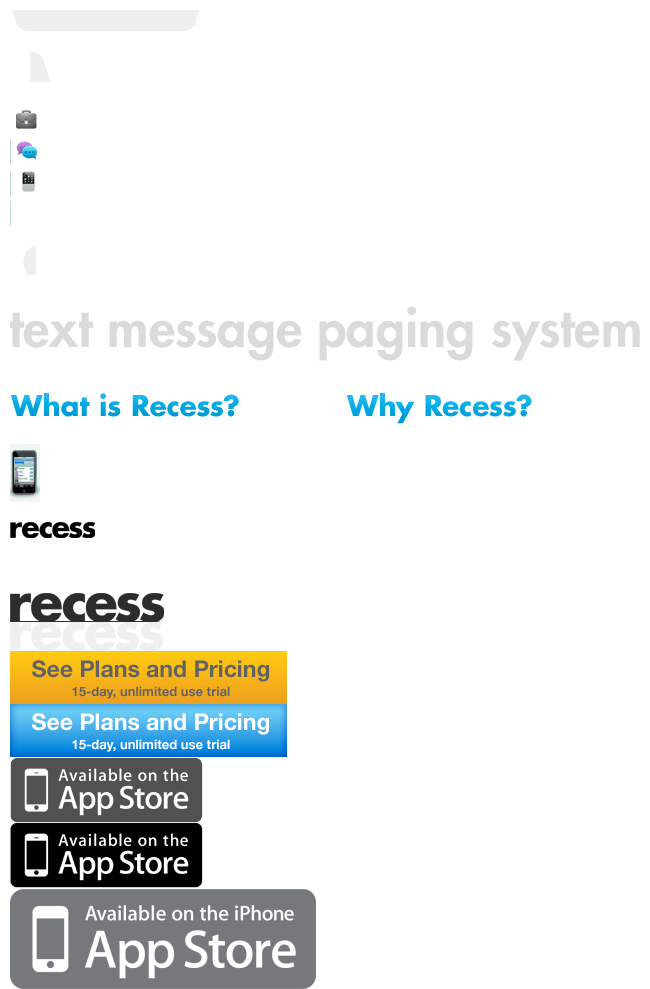 text message paging system
What is Recess? Why Recess?
recess
recess
recess
See Plans and Pricing
15-day, unlimited use trial
See Plans and Pricing
15-day, unlimited use trial
Available on the
App Store
Available on the
App Store
Available on the iPhone
App Store